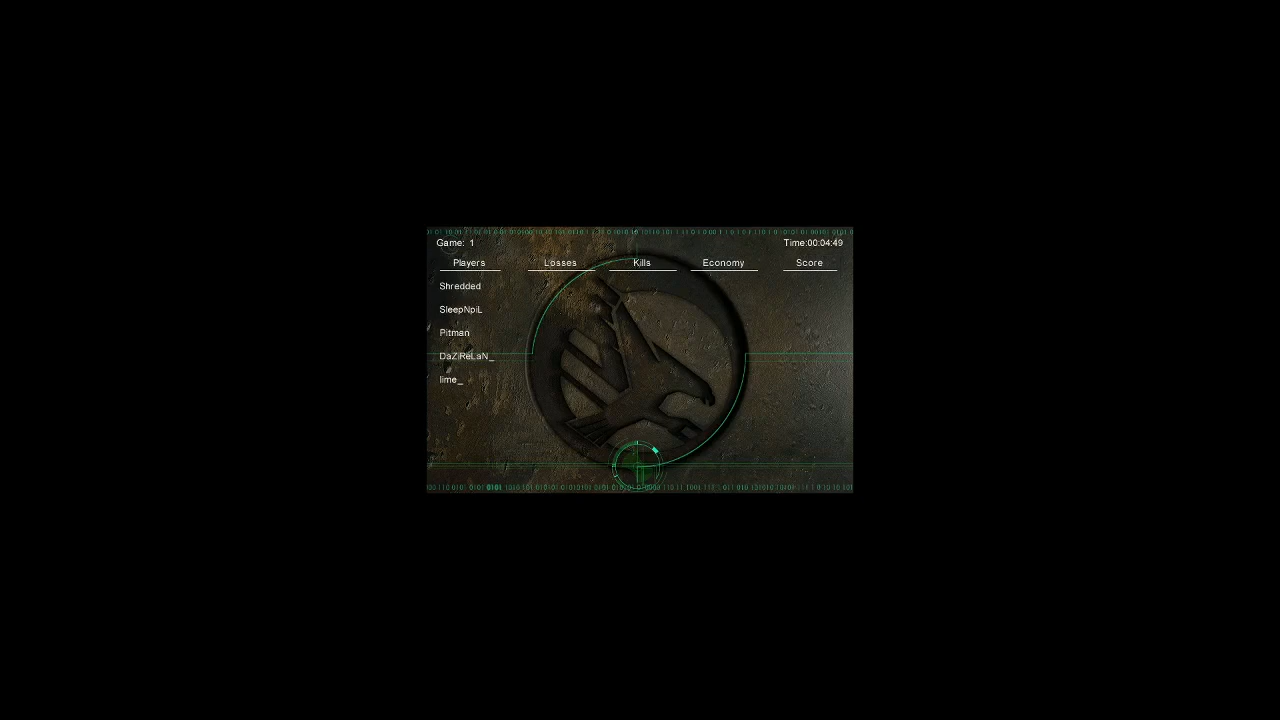 Game: 1 Time:00:04:49
Players Losses Kills Economy Score
Shredded
SleepNpiL
Pitman
DaZiReLaN_
lime_